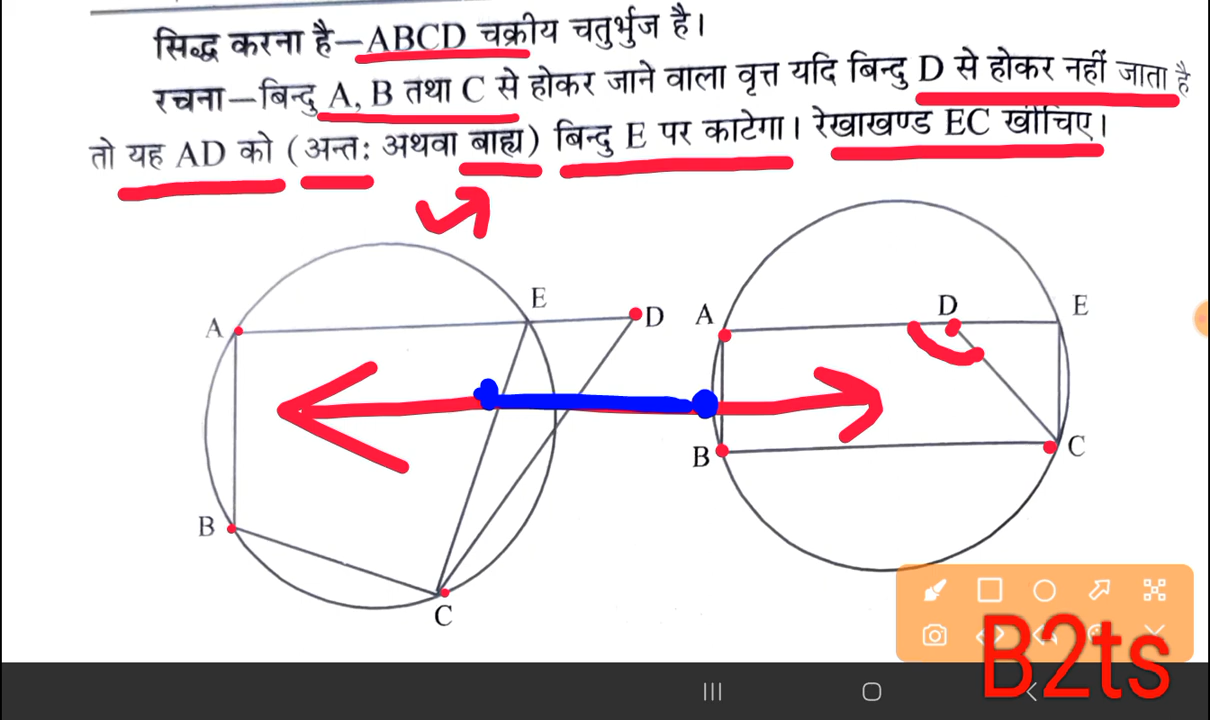 सिद्ध करना है–ABCD चक्रीय चतुर्भुज है।
रचना–बिन्दु A, B तथा C से होकर जाने वाला वृत्त यदि बिन्दु D से होकर नहीं जाता है
तो यह AD को (अन्तः अथवा बाह्य) बिन्दु E पर काटेगा। रेखाखण्ड EC खींचिए।
E
D
A
B
C
D
E
A
B
C
B2ts